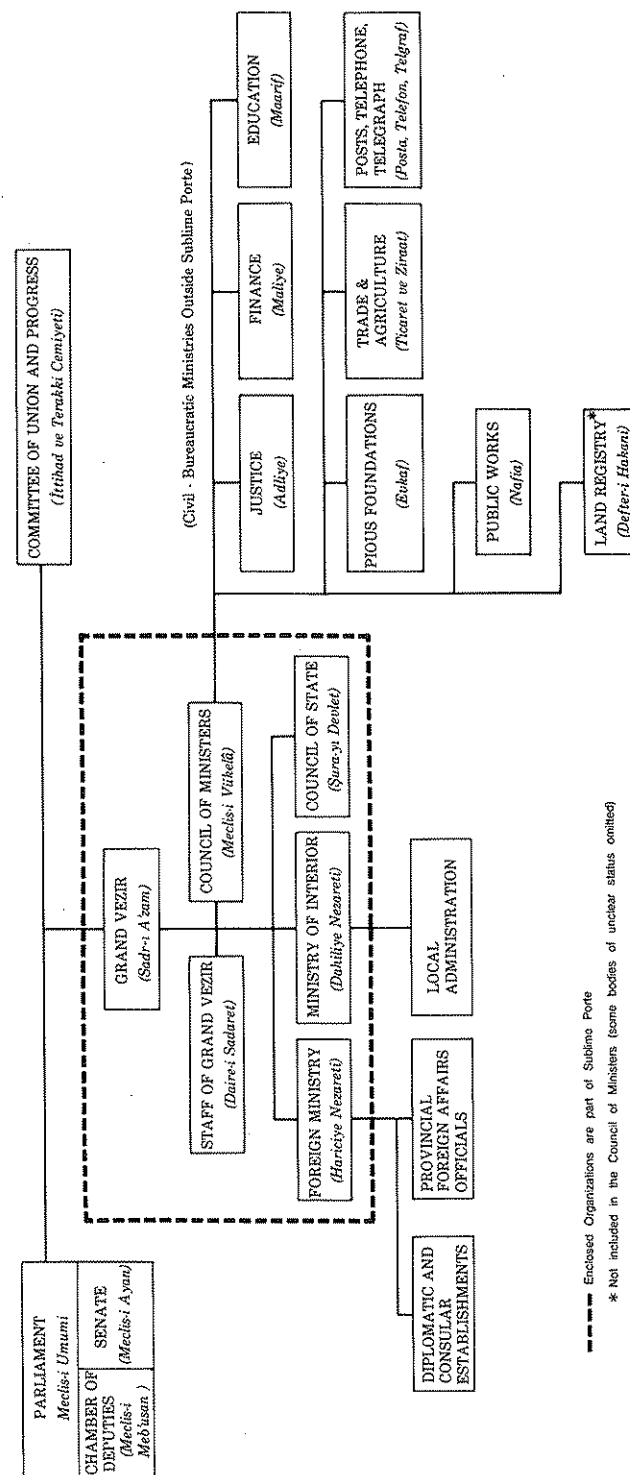 PARLIAMENT
Meclis-i Umumi
CHAMBER OF
DEPUTIES
(Meclis-i
Meb'usan )
SENATE
(Meclis-i Ayan)
COMMITTEE OF UNION AND PROGRESS
(İttihad ve Terakki Cemiyeti)
GRAND VEZIR
(Sadr-ı A'zam)
STAFF OF GRAND VEZIR
(Daire-i Sadaret)
COUNCIL OF MINISTERS
(Meclis-i Vükelâ)
(Civil - Bureaucratic Ministries Outside Sublime Porte)
FOREIGN MINISTRY
(Hariciye Nezareti)
MINISTRY OF INTERIOR
(Dahiliye Nezareti)
COUNCIL OF STATE
(Şura-yı Devlet)
JUSTICE
(Adliye)
FINANCE
(Maliye)
EDUCATION
(Maarif)
PIOUS FOUNDATIONS
(Evkaf)
TRADE &
AGRICULTURE
(Ticaret ve Ziraat)
POSTS, TELEPHONE,
TELEGRAPH
(Posta, Telefon, Telgraf)
DIPLOMATIC AND
CONSULAR
ESTABLISHMENTS
PROVINCIAL
FOREIGN AFFAIRS
OFFICIALS
LOCAL
ADMINISTRATION
PUBLIC WORKS
(Nafia)
LAND REGISTRY*
(Defter-i Hakani)
Enclosed Organizations are part of Sublime Porte
* Not included in the Council of Ministers (some bodies of unclear status omitted)